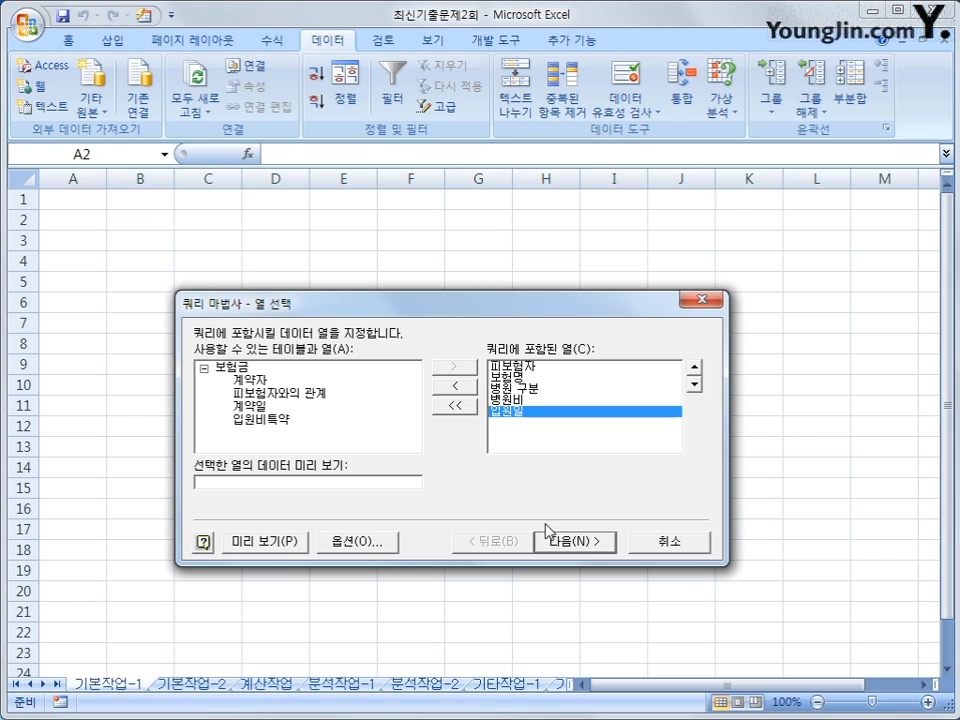 최신기출문제2회 - Microsoft Excel
YoungJin.com Y.
홈 삽입 페이지 레이아웃 수식 데이터 검토 보기 개발 도구 추가 기능
Access
웹
텍스트
기타 원본
기존 연결
외부 데이터 가져오기
모두 새로 고침
연결
속성
연결 편집
연결
정렬
필터
지우기
다시 적용
고급
정렬 및 필터
텍스트 나누기
중복된 항목 제거
데이터 유효성 검사
통합
가상 분석
데이터 도구
그룹
그룹 해제
부분합
윤곽선
A2
fx
A B C D E F G H I J K L M
1
2
3
4
5
6
7
8
9
10
11
12
13
14
15
16
17
18
19
20
21
22
23
24
쿼리 마법사 - 열 선택
쿼리에 포함시킬 데이터 열을 지정합니다.
사용할 수 있는 테이블과 열(A):
보험금
계약자
피보험자와의 관계
계약일
입원비특약
쿼리에 포함된 열(C):
피보험자
보험명
병원 구분
병원비
입원일
>
<
<<
선택한 열의 데이터 미리 보기:
미리 보기(P) 옵션(O)... < 뒤로(B) 다음(N) > 취소
기본작업-1 기본작업-2 계산작업 분석작업-1 분석작업-2 기타작업-1
준비 100%